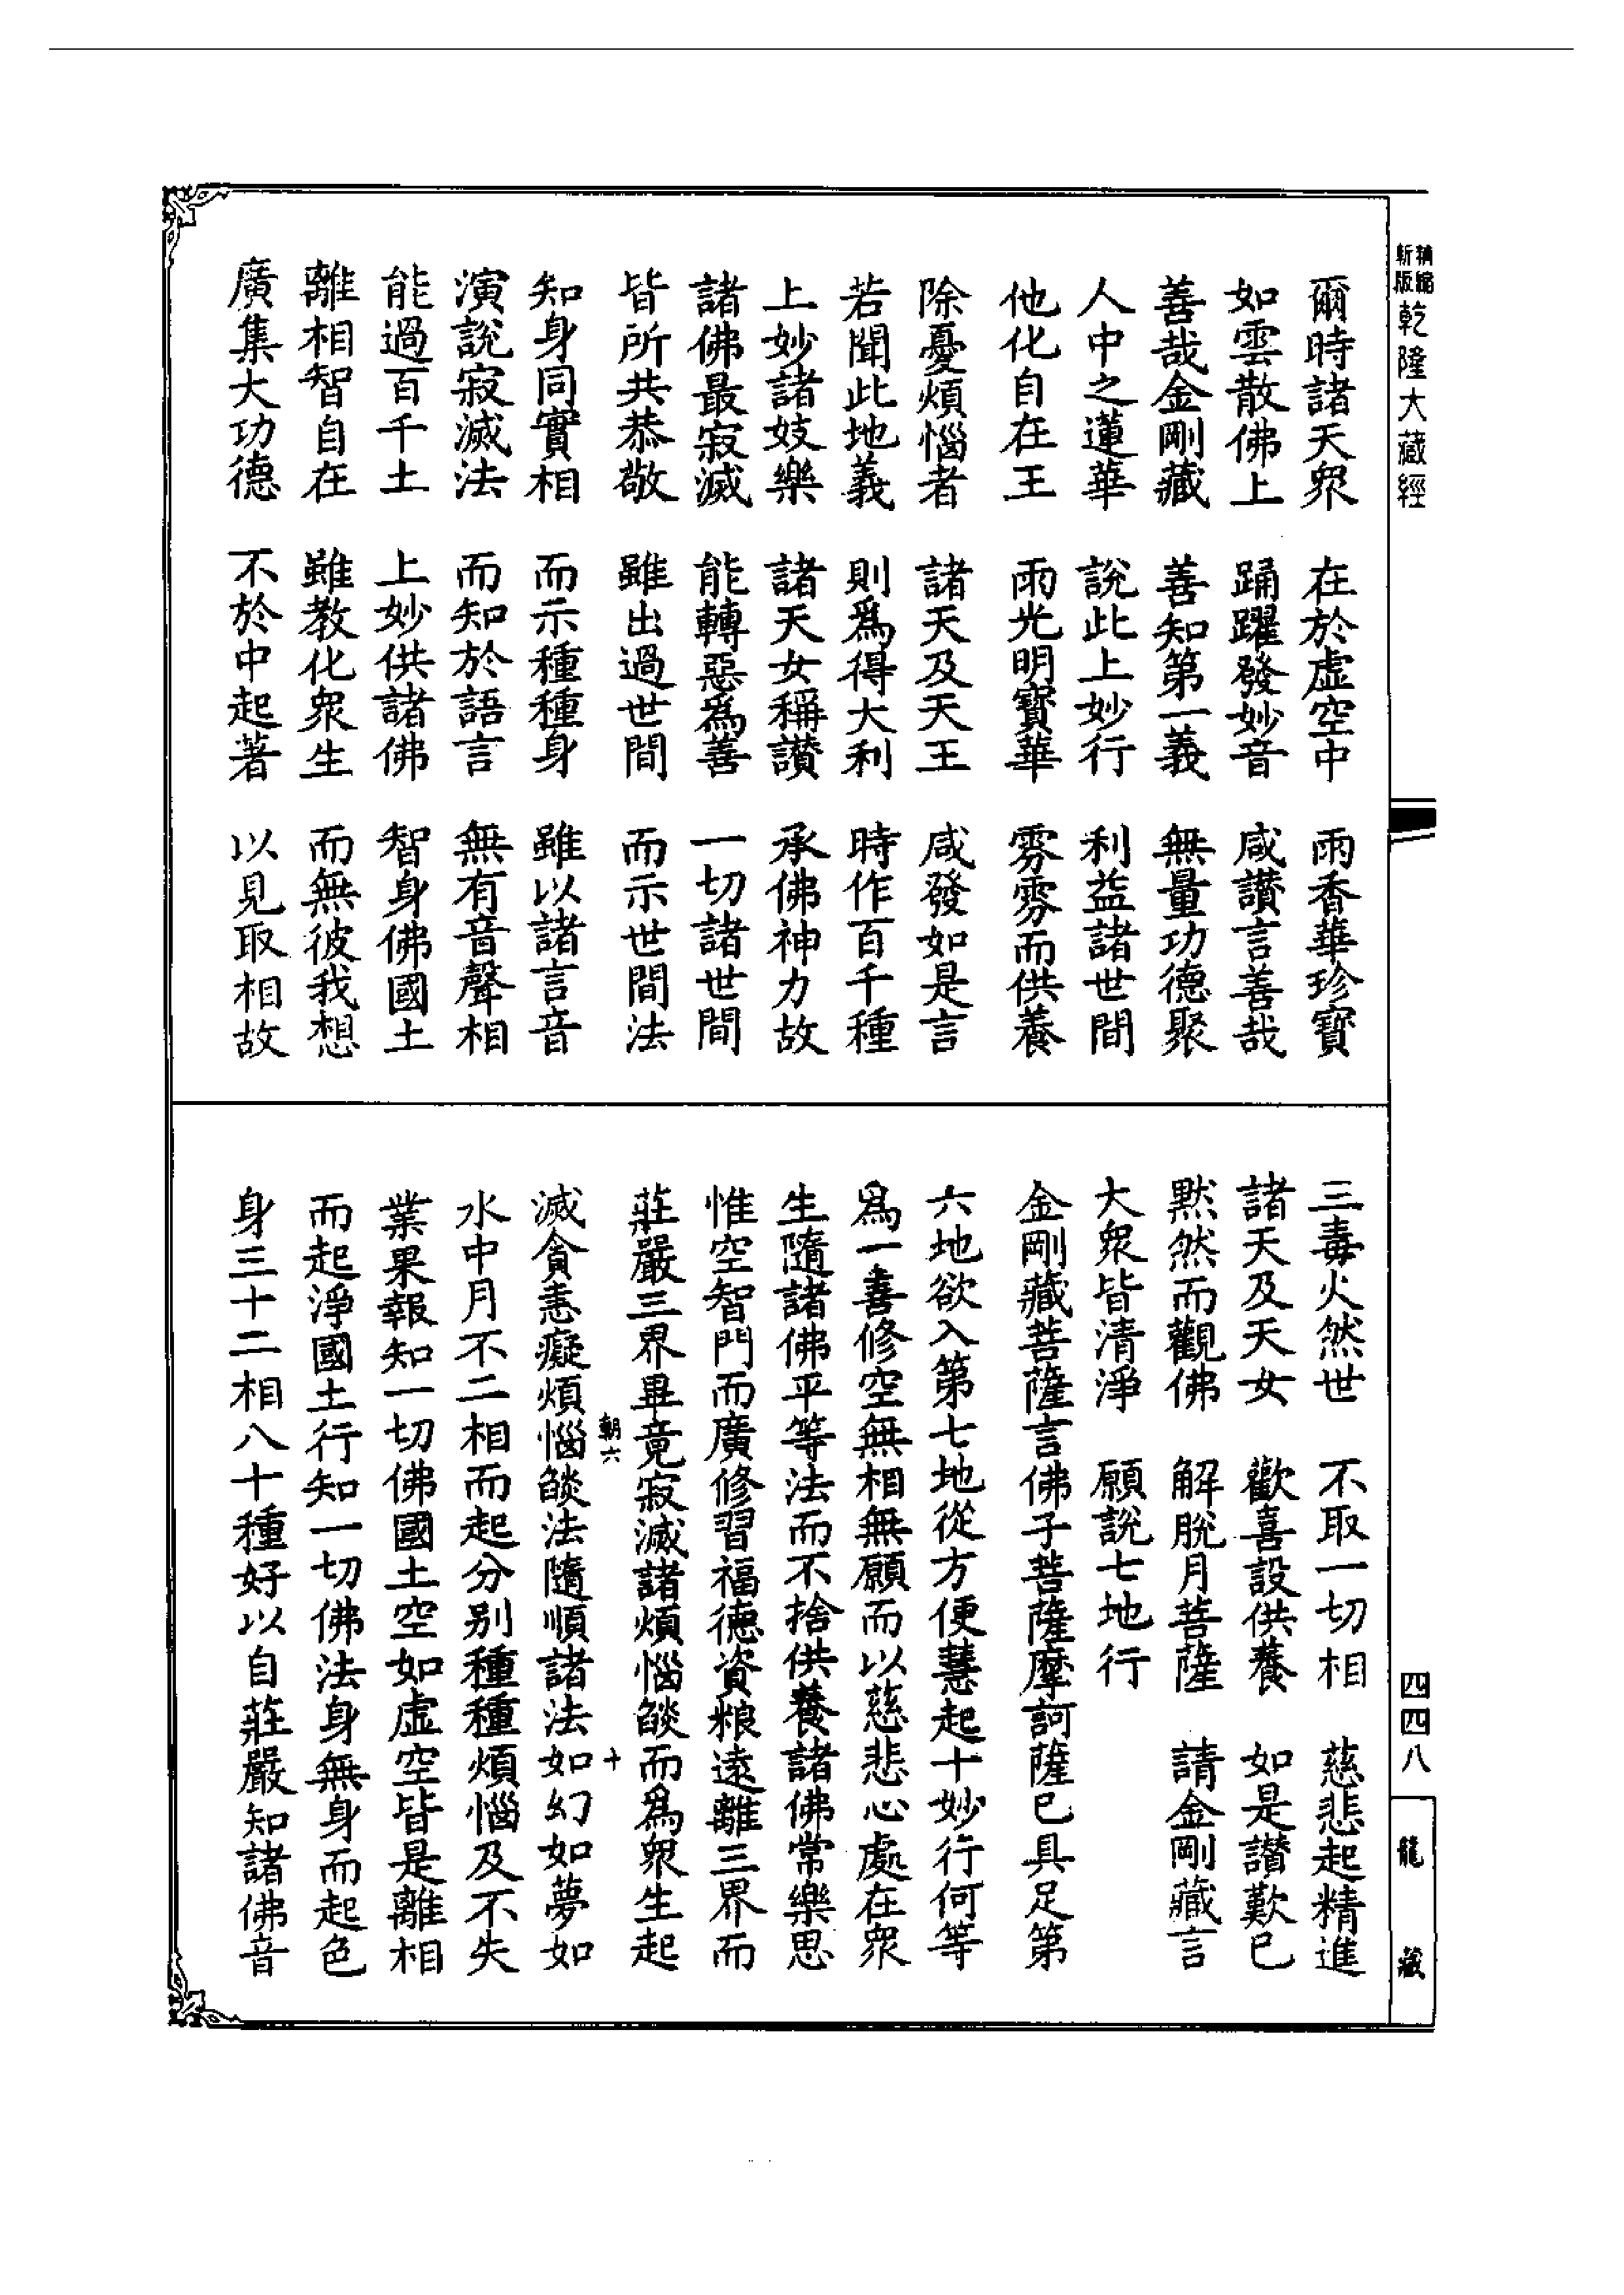 精縮新版乾隆大藏經
爾時諸天衆　在於虛空中　雨香華珍寶
如雲散佛上　踊躍發妙音　咸讚言善哉
善哉金剛藏　善知第一義　無量功德聚
人中之蓮華　說此上妙行　利益諸世間
他化自在王　雨光明寶華　雰雰而供養
除憂煩惱者　諸天及天王　咸發如是言
若聞此地義　則爲得大利　時作百千種
上妙諸妓樂　諸天女稱讚　承佛神力故
諸佛最寂滅　能轉惡爲善　一切諸世間
皆所共恭敬　雖出過世間　而示世間法
知身同實相　而示種種身　雖以諸言音
演說寂滅法　而知於語言　無有音聲相
能過百千土　上妙供諸佛　智身佛國土
離相智自在　雖教化衆生　而無彼我想
廣集大功德　不於中起著　以見取相故
三毒火然世　不取一切相　慈悲起精進
諸天及天女　歡喜設供養　如是讚歎已
默然而觀佛　解脫月菩薩　請金剛藏言
大衆皆清淨　願說七地行
金剛藏菩薩言佛子菩薩摩訶薩已具足第
六地欲入第七地從方便慧起十妙行何等
爲一善修空無相無願而以慈悲心處在衆
生隨諸佛平等法而不捨供養諸佛常樂思
惟空智門而廣修習福德資粮遠離三界而
莊嚴三界畢竟寂滅諸煩惱燄而爲衆生起
朝六　十
滅貪恚癡煩惱燄法隨順諸法如幻如夢如
水中月不二相而起分别種種煩惱及不失
業果報知一切佛國土空如虛空皆是離相
而起淨國土行知一切佛法身無身而起色
身三十二相八十種好以自莊嚴知諸佛音
四四八
龍藏